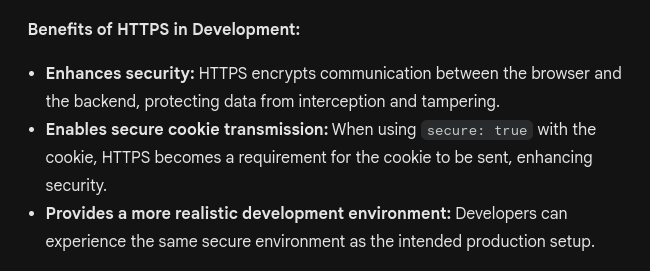 Benefits of HTTPS in Development:
• Enhances security: HTTPS encrypts communication between the browser and
the backend, protecting data from interception and tampering.
• Enables secure cookie transmission: When using secure: true with the
cookie, HTTPS becomes a requirement for the cookie to be sent, enhancing
security.
• Provides a more realistic development environment: Developers can
experience the same secure environment as the intended production setup.